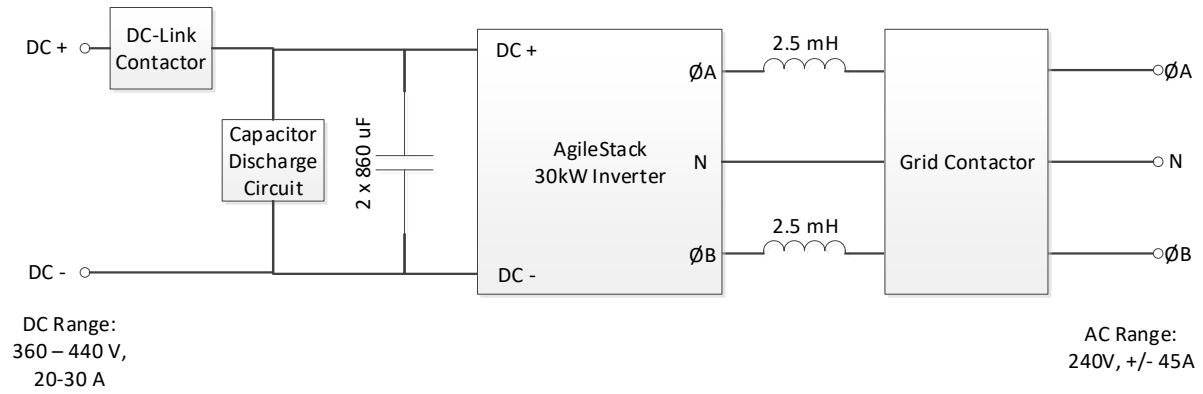 DC +
DC-Link
Contactor
Capacitor
Discharge
Circuit
2 x 860 uF
DC -
DC +
AgileStack
30kW Inverter
DC -
ØA
N
ØB
2.5 mH
2.5 mH
Grid Contactor
ØA
N
ØB
DC Range:
360 – 440 V,
20-30 A
AC Range:
240V, +/- 45A